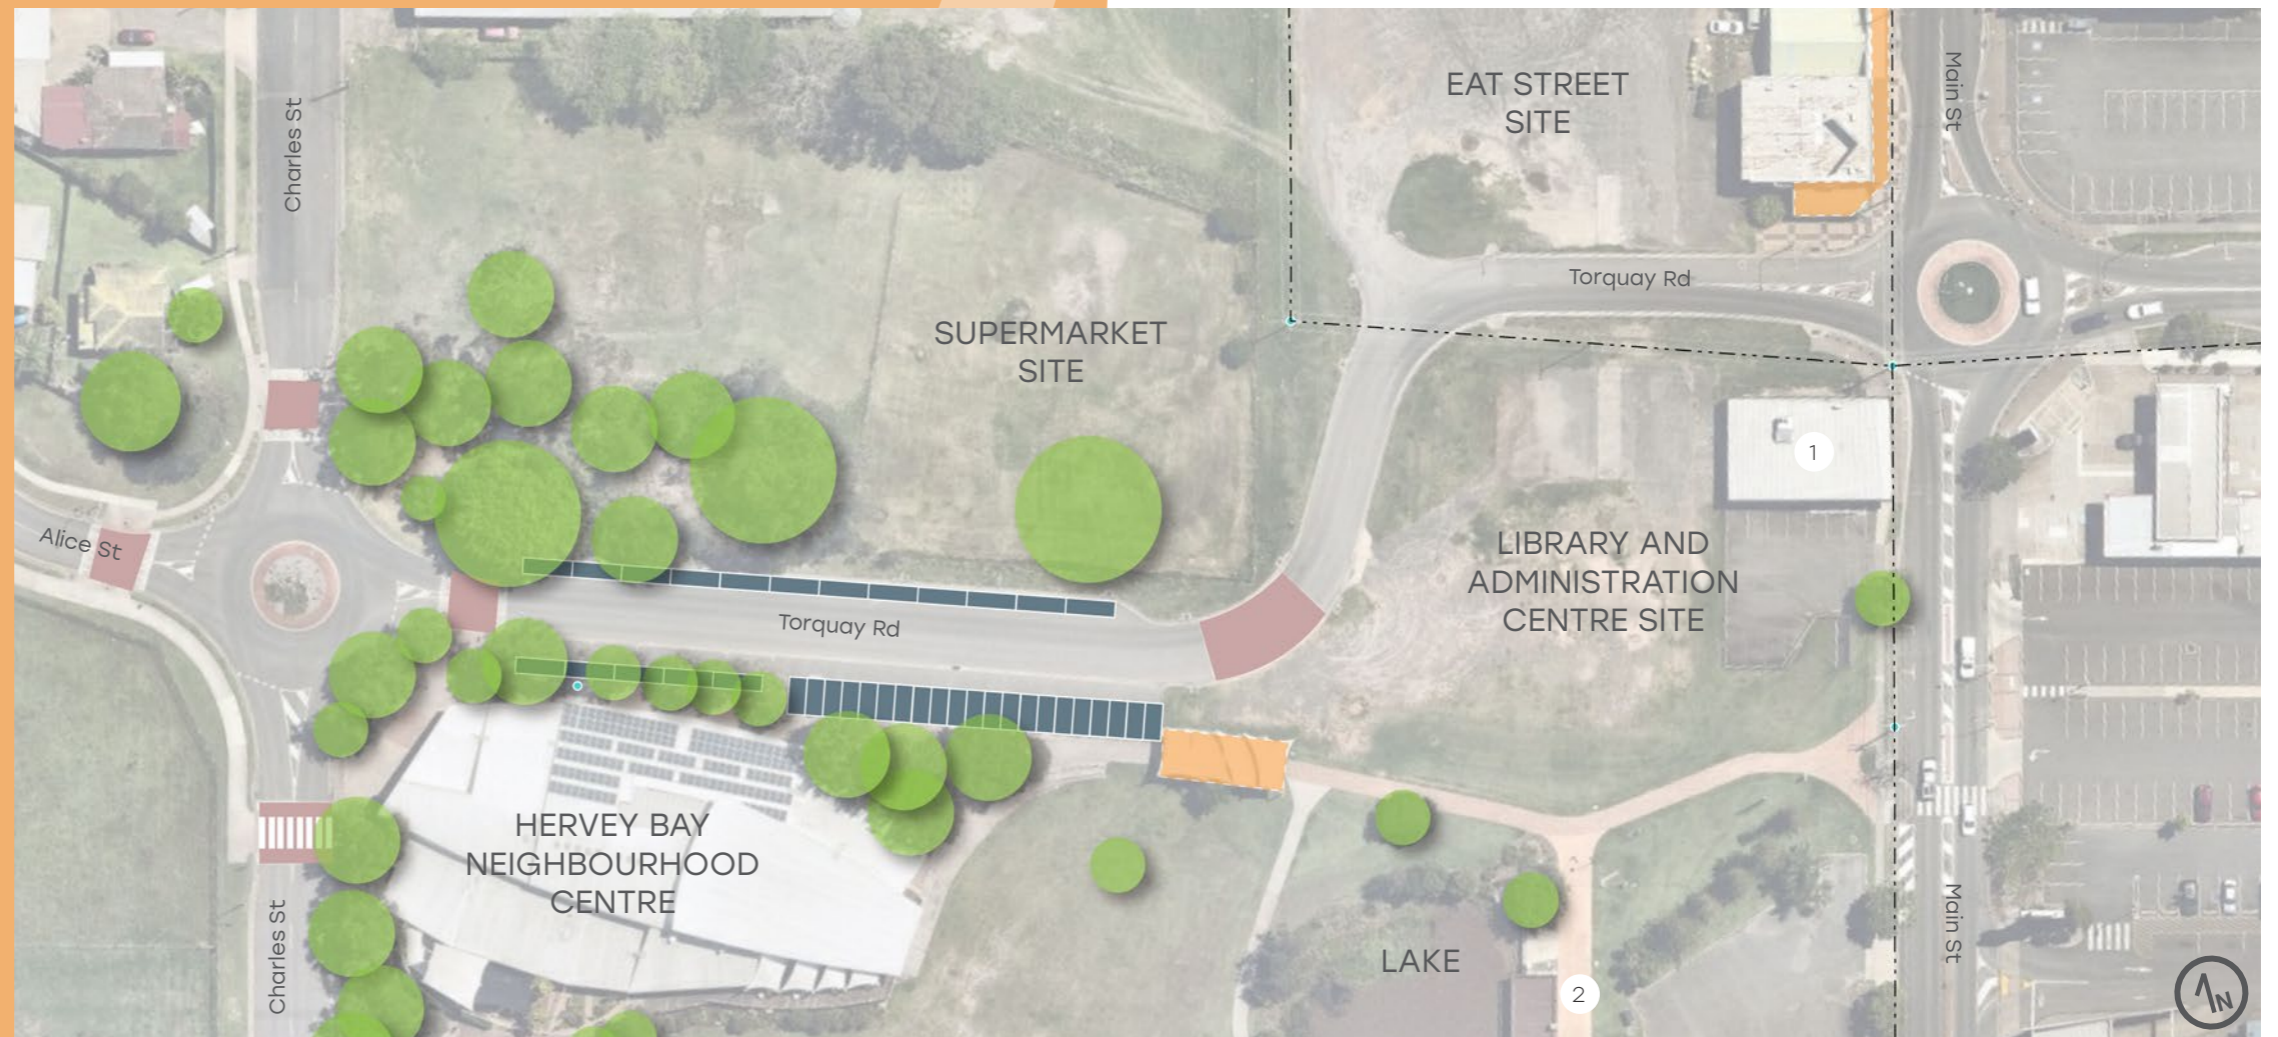 EAT STREET
SITE
Main St
Charles St
Torquay Rd
SUPERMARKET
SITE
1
Alice St
LIBRARY AND
ADMINISTRATION
CENTRE SITE
Torquay Rd
HERVEY BAY
NEIGHBOURHOOD
CENTRE
Charles St
Main St
LAKE
2
N